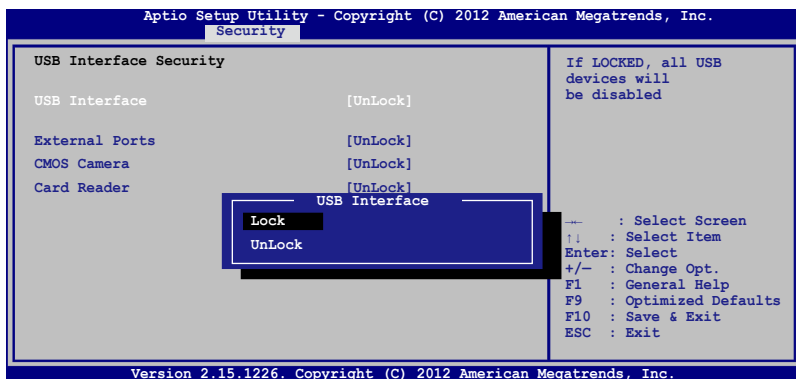 Aptio Setup Utility - Copyright (C) 2012 American Megatrends, Inc.
Security
USB Interface Security
USB Interface [UnLock]
External Ports [UnLock]
CMOS Camera [UnLock]
Card Reader [UnLock]
USB Interface
Lock
UnLock
If LOCKED, all USB
devices will
be disabled
→← : Select Screen
↑↓ : Select Item
Enter: Select
+/— : Change Opt.
F1 : General Help
F9 : Optimized Defaults
F10 : Save & Exit
ESC : Exit
Version 2.15.1226. Copyright (C) 2012 American Megatrends, Inc.